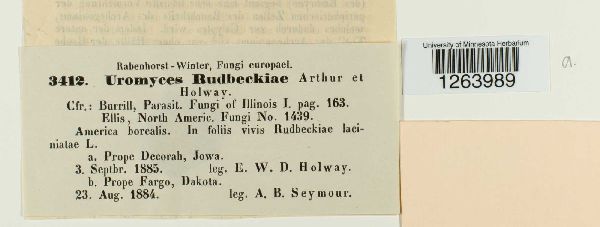 Rabenhorst-Winter, Fungi europaei.
3412. Uromyces Rudbeckiae Arthur et
Holway.
Cfr.: Burrill, Parasit. Fungi of Illinois I. pag. 163.
Ellis, North Americ. Fungi No. 1439.
America borealis. In foliis vivis Rudbeckiae laci-
niatae L.
a. Prope Decorah, Jowa.
3. Septbr. 1885. leg. E. W. D. Holway.
b. Prope Fargo, Dakota.
23. Aug. 1884. leg. A. B. Seymour.
University of Minnesota Herbarium
1263989
a.